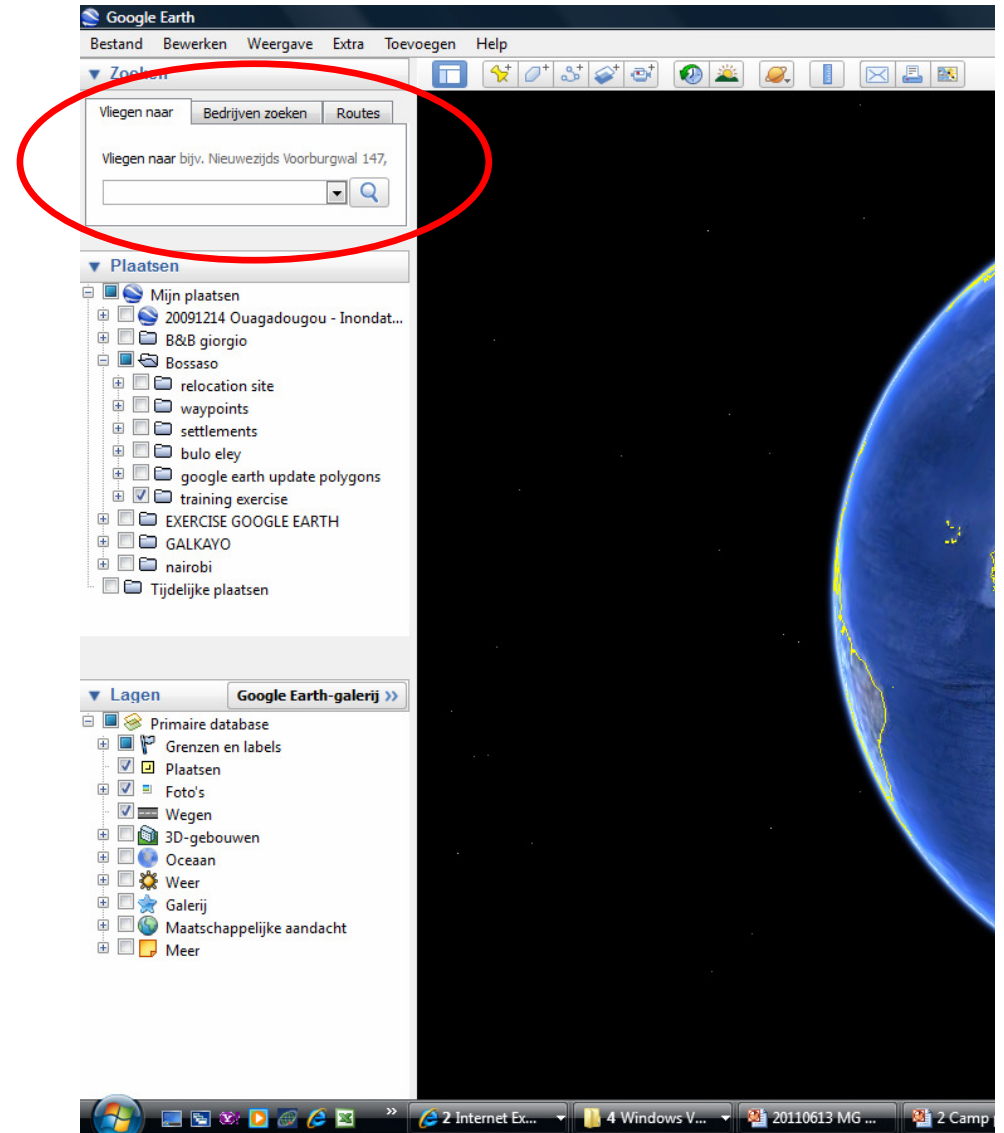 Google Earth
Bestand Bewerken Weergave Extra Toevoegen Help
Zoeken
Vliegen naar Bedrijven zoeken Routes
Vliegen naar bijv. Nieuwezijds Voorburgwal 147,
Plaatsen
Mijn plaatsen
20091214 Ouagadougou - Inondat...
B&B giorgio
Bossaso
relocation site
waypoints
settlements
bulo eley
google earth update polygons
training exercise
EXERCISE GOOGLE EARTH
GALKAYO
nairobi
Tijdelijke plaatsen
Lagen Google Earth-galerij >>
Primaire database
Grenzen en labels
Plaatsen
Foto's
Wegen
3D-gebouwen
Oceaan
Weer
Galerij
Maatschappelijke aandacht
Meer
» 2 Internet Ex... 4 Windows V... 20110613 MG ... 2 Camp